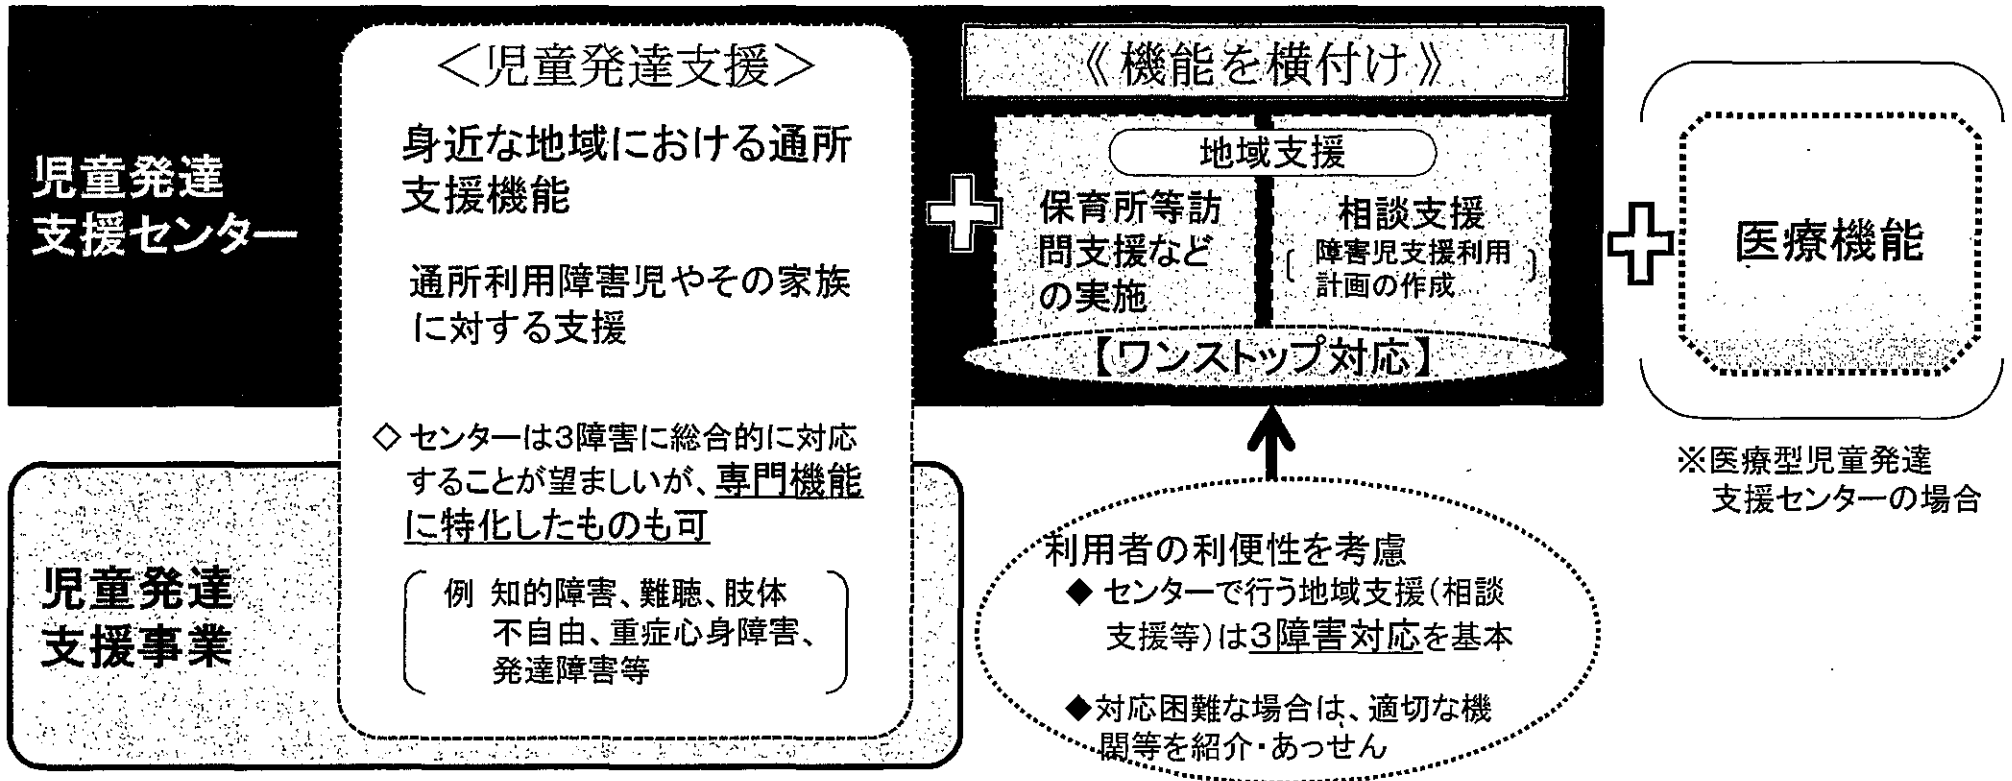 児童発達
支援センター
＜児童発達支援＞
身近な地域における通所
支援機能
通所利用障害児やその家族
に対する支援
◇ センターは3障害に総合的に対応
することが望ましいが、専門機能
に特化したものも可
例 知的障害、難聴、肢体
不自由、重症心身障害、
発達障害等
児童発達
支援事業
《機能を横付け》
地域支援
保育所等訪
問支援など
の実施
相談支援
障害児支援利用
計画の作成
【ワンストップ対応】
利用者の利便性を考慮
◆ センターで行う地域支援(相談
支援等)は3障害対応を基本
◆対応困難な場合は、適切な機
関等を紹介・あっせん
医療機能
※医療型児童発達
支援センターの場合